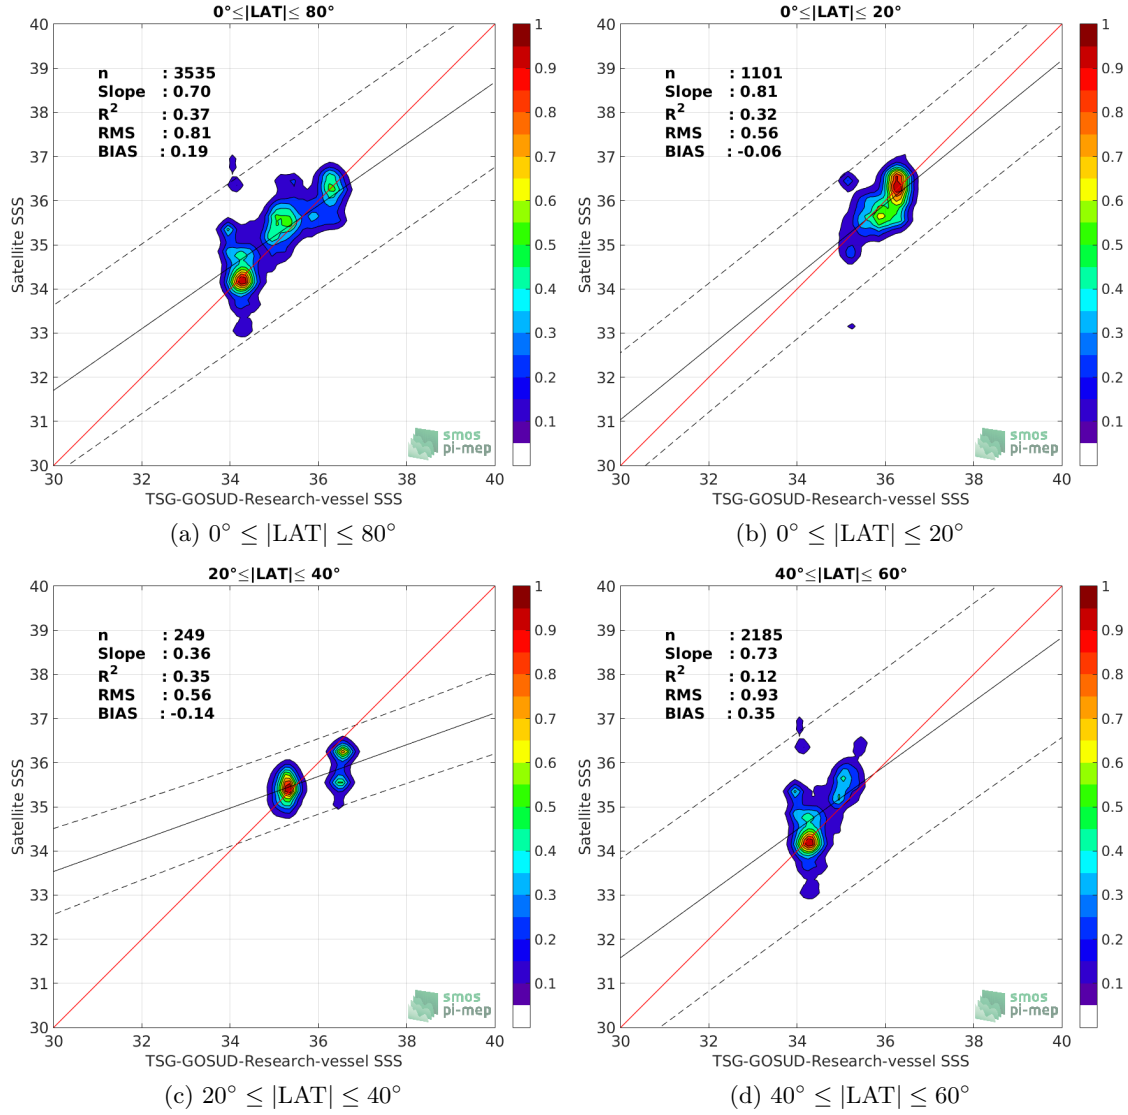 0°≤|LAT|≤ 80°
n : 3535
Slope : 0.70
R2 : 0.37
RMS : 0.81
BIAS : 0.19
40
39
38
37
36
35
34
33
32
31
30
Satellite SSS
30 32 34 36 38 40
TSG-GOSUD-Research-vessel SSS
1
0.9
0.8
0.7
0.6
0.5
0.4
0.3
0.2
0.1
smos
pi-mep
(a) 0° ≤ |LAT| ≤ 80°
0°≤|LAT|≤ 20°
n : 1101
Slope : 0.81
R2 : 0.32
RMS : 0.56
BIAS : -0.06
40
39
38
37
36
35
34
33
32
31
30
Satellite SSS
30 32 34 36 38 40
TSG-GOSUD-Research-vessel SSS
1
0.9
0.8
0.7
0.6
0.5
0.4
0.3
0.2
0.1
smos
pi-mep
(b) 0° ≤ |LAT| ≤ 20°
20°≤|LAT|≤ 40°
n : 249
Slope : 0.36
R2 : 0.35
RMS : 0.56
BIAS : -0.14
40
39
38
37
36
35
34
33
32
31
30
Satellite SSS
30 32 34 36 38 40
TSG-GOSUD-Research-vessel SSS
1
0.9
0.8
0.7
0.6
0.5
0.4
0.3
0.2
0.1
smos
pi-mep
(c) 20° ≤ |LAT| ≤ 40°
40°≤|LAT|≤ 60°
n : 2185
Slope : 0.73
R2 : 0.12
RMS : 0.93
BIAS : 0.35
40
39
38
37
36
35
34
33
32
31
30
Satellite SSS
30 32 34 36 38 40
TSG-GOSUD-Research-vessel SSS
1
0.9
0.8
0.7
0.6
0.5
0.4
0.3
0.2
0.1
smos
pi-mep
(d) 40° ≤ |LAT| ≤ 60°